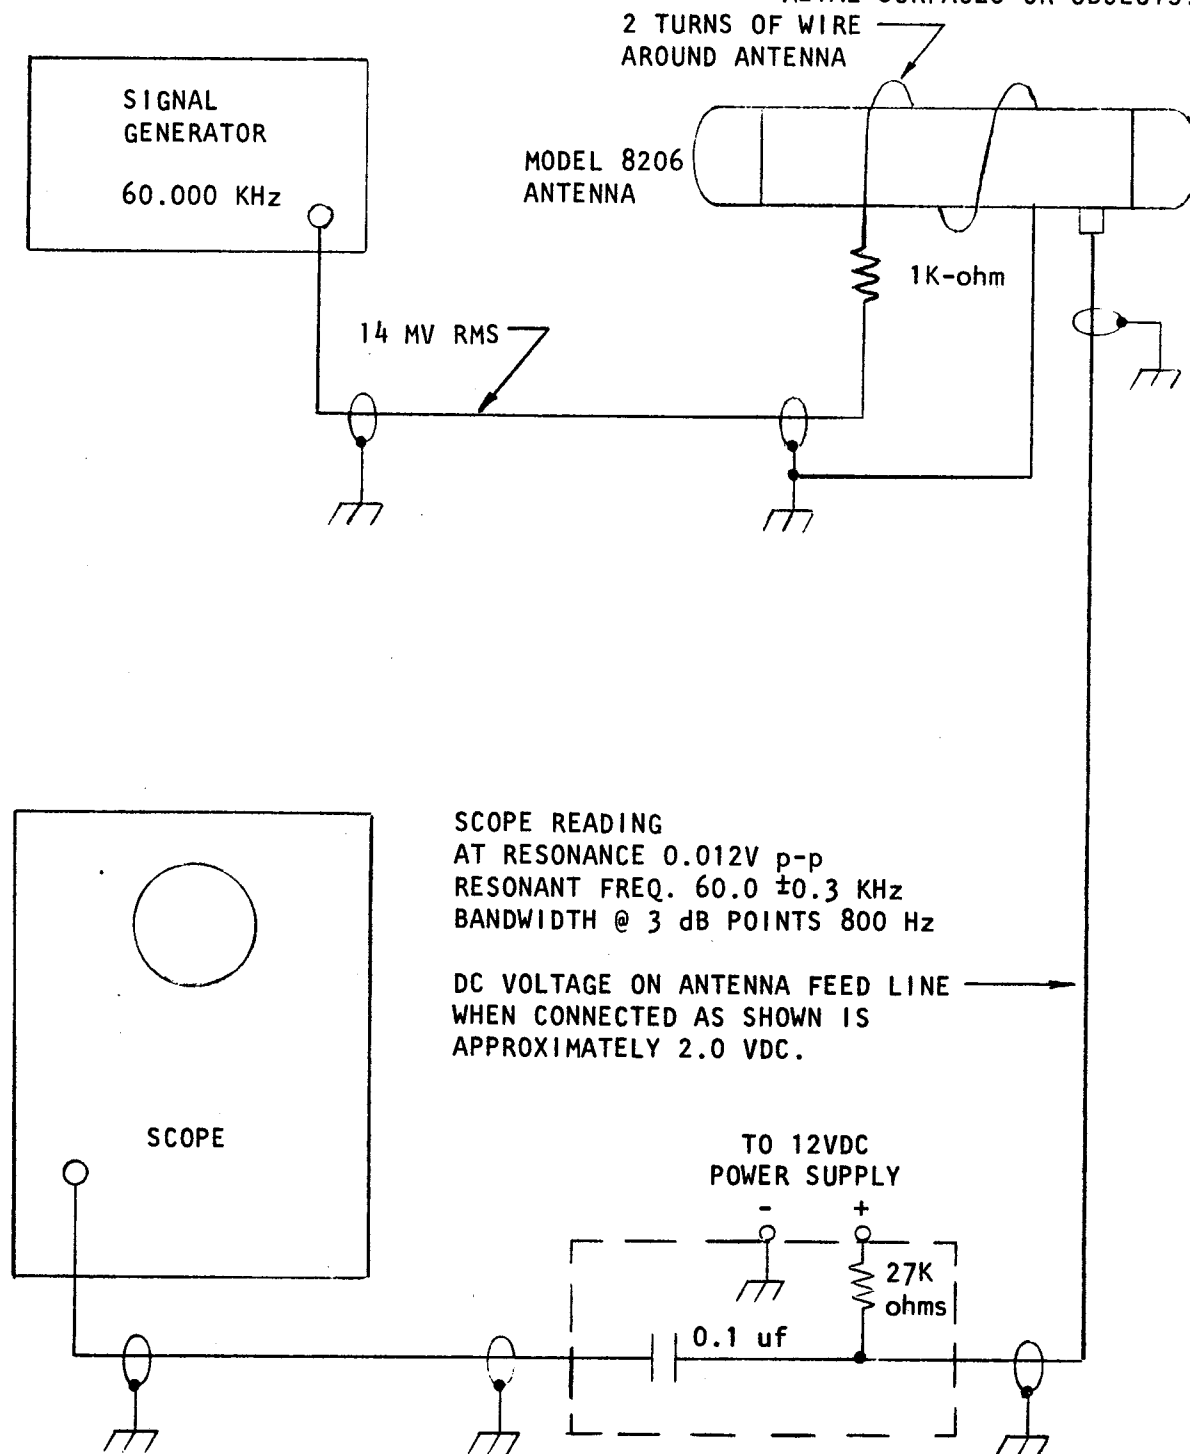 SURFACES OR OBJECTS.
2 TURNS OF WIRE
AROUND ANTENNA
SIGNAL
GENERATOR
60.000 KHz
MODEL 8206
ANTENNA
1K-ohm
14 MV RMS
SCOPE READING
AT RESONANCE 0.012V p-p
RESONANT FREQ. 60.0 ±0.3 KHz
BANDWIDTH @ 3 dB POINTS 800 Hz
DC VOLTAGE ON ANTENNA FEED LINE
WHEN CONNECTED AS SHOWN IS
APPROXIMATELY 2.0 VDC.
SCOPE
TO 12VDC
POWER SUPPLY
- +
27K
ohms
0.1 uf